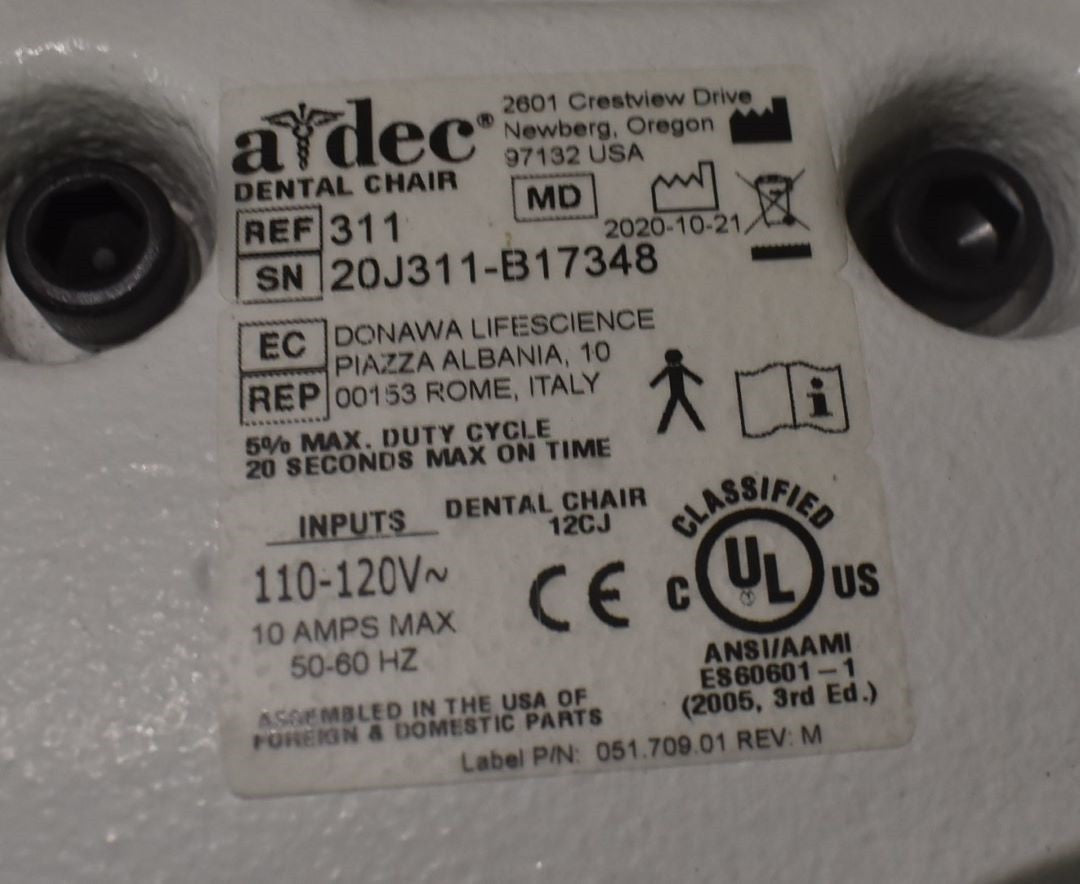 a dec®
DENTAL CHAIR
2601 Crestview Drive
Newberg, Oregon
97132 USA
MD
2020-10-21
REF 311
SN 20J311-B17348
EC REP
DONAWA LIFESCIENCE
PIAZZA ALBANIA, 10
00153 ROME, ITALY
5% MAX. DUTY CYCLE
20 SECONDS MAX ON TIME
INPUTS
110-120V~
10 AMPS MAX
50-60 HZ
DENTAL CHAIR
12CJ
CE
CLASSIFIED
C UL US
ANSI/AAMI
ES60601-1
(2005, 3rd Ed.)
ASSEMBLED IN THE USA OF
FOREIGN & DOMESTIC PARTS
Label P/N: 051.709.01 REV: M